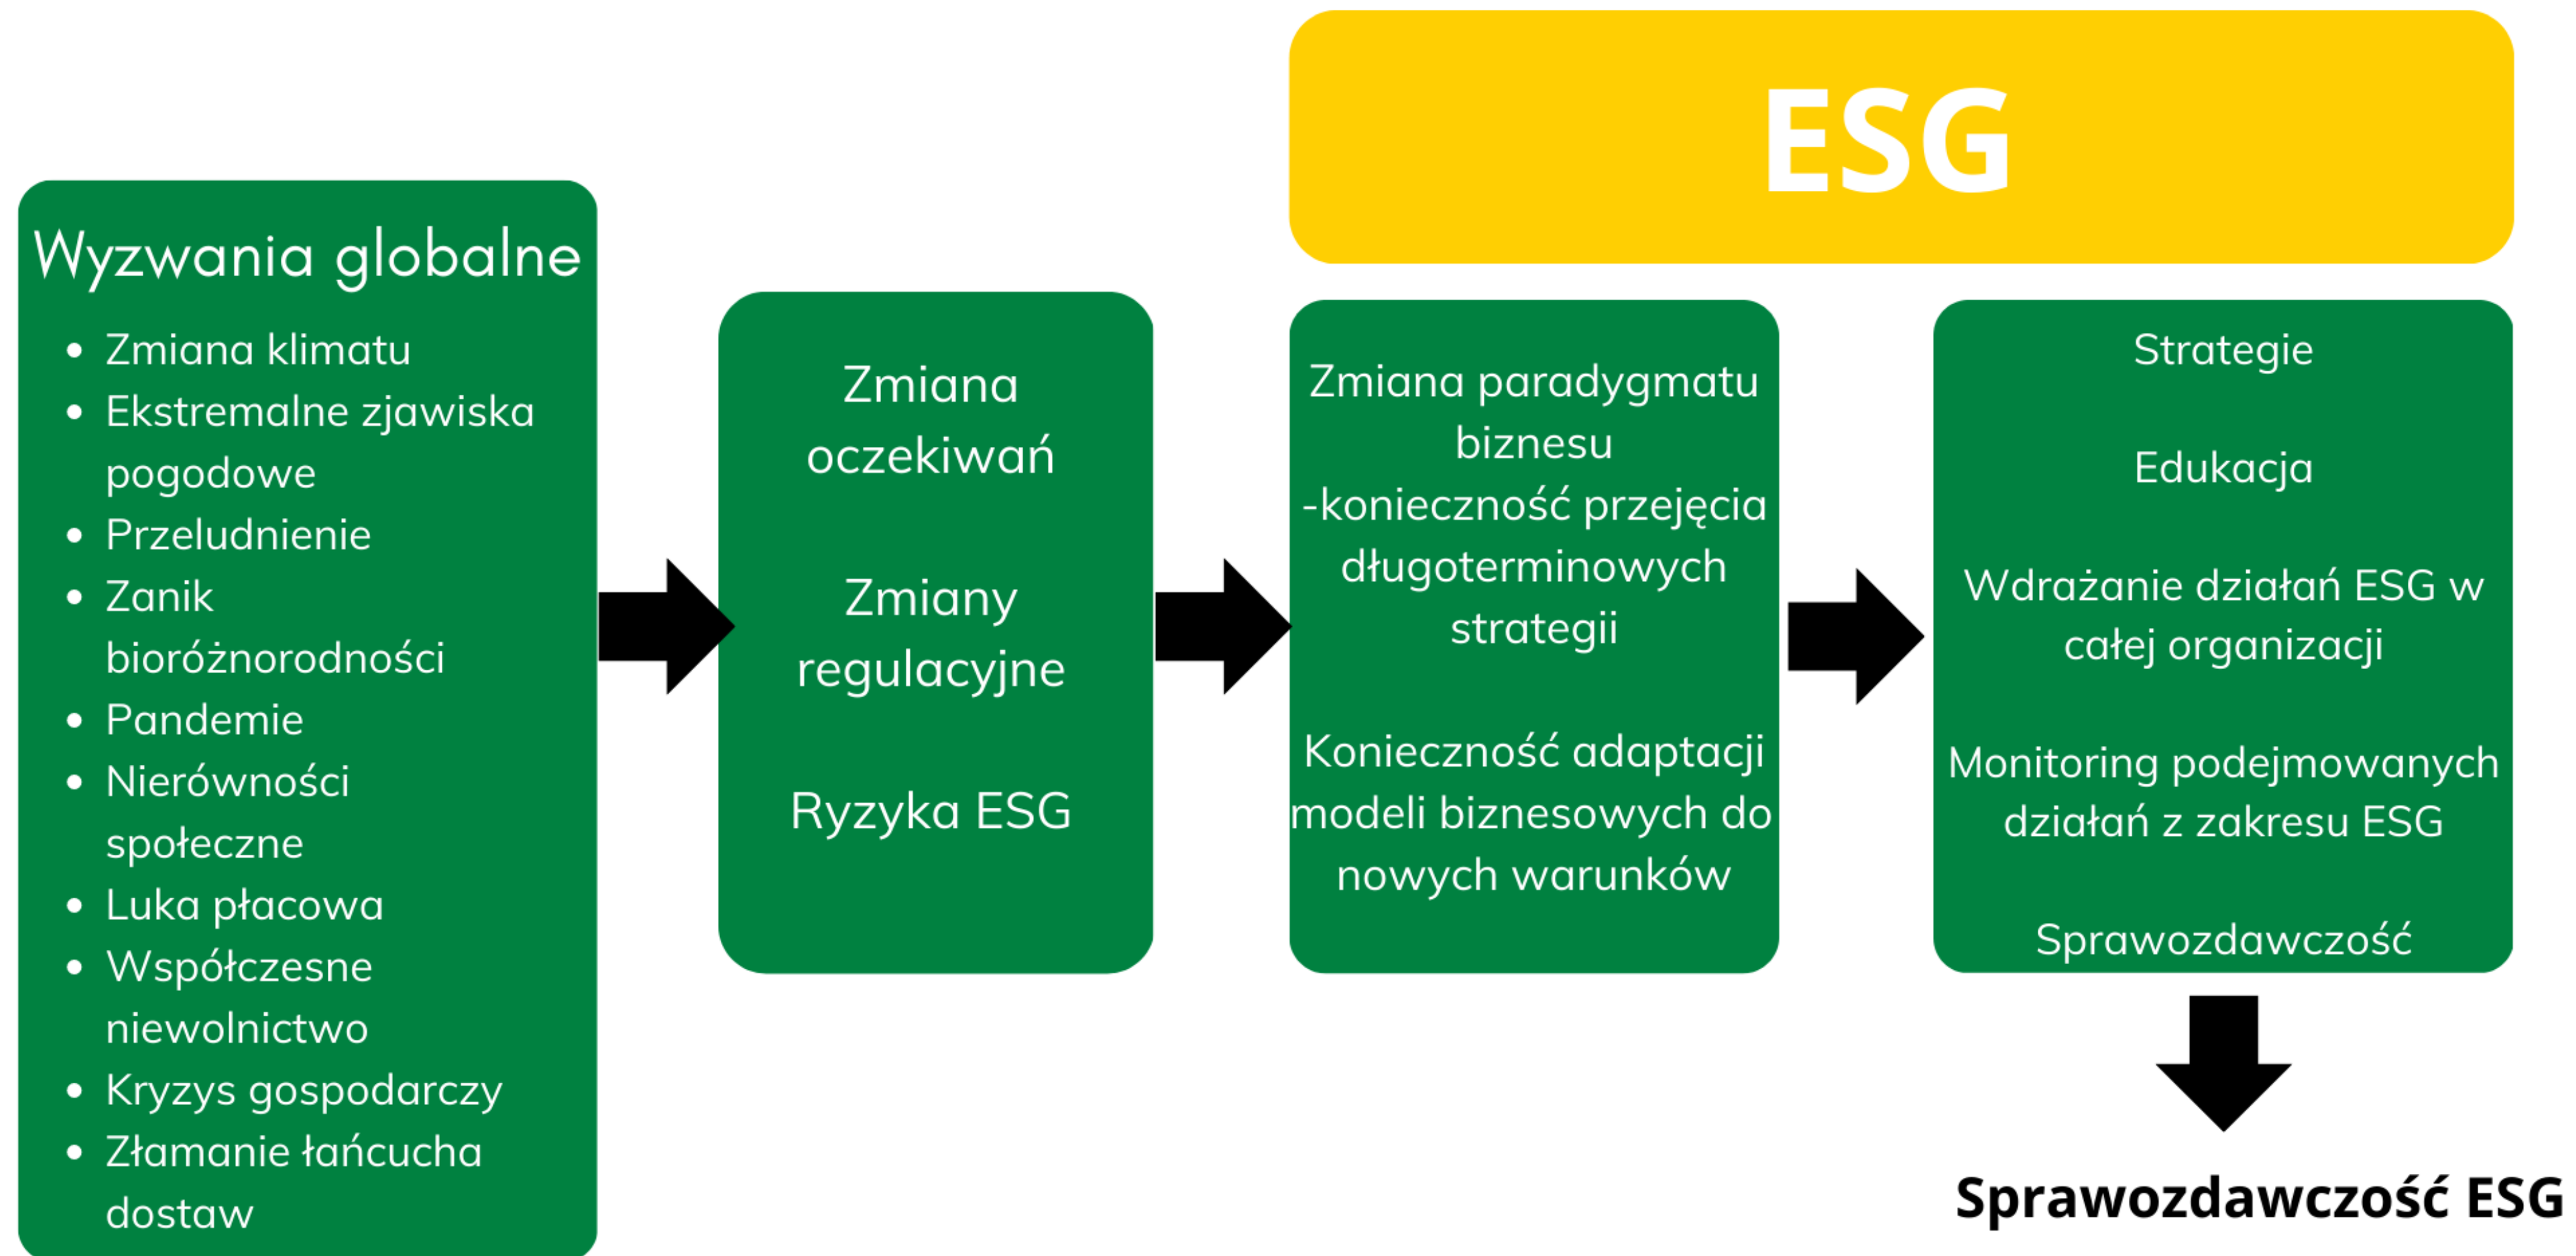 ESG
Wyzwania globalne
• Zmiana klimatu
• Ekstremalne zjawiska
pogodowe
• Przeludnienie
• Zanik
bioróżnorodności
• Pandemie
• Nierówności
społeczne
• Luka płacowa
• Współczesne
niewolnictwo
• Kryzys gospodarczy
• Złamanie łańcucha
dostaw
Zmiana
oczekiwań
Zmiany
regulacyjne
Ryzyka ESG
Zmiana paradygmatu
biznesu
-konieczność przejęcia
długoterminowych
strategii
Konieczność adaptacji
modeli biznesowych do
nowych warunków
Strategie
Edukacja
Wdrażanie działań ESG w
całej organizacji
Monitoring podejmowanych
działań z zakresu ESG
Sprawozdawczość
Sprawozdawczość ESG